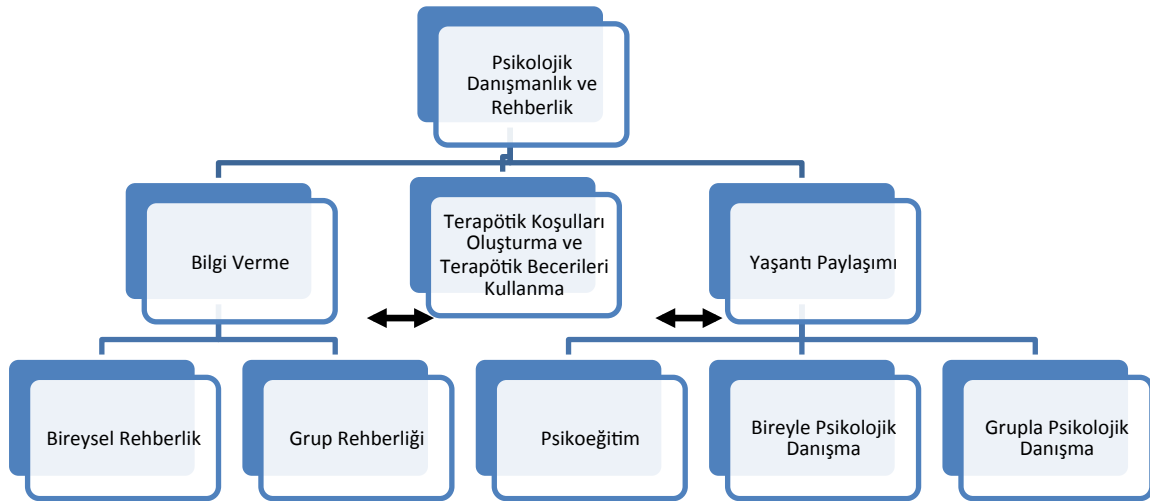 Psikolojik
Danışmanlık ve
Rehberlik
Bilgi Verme
Terapötik Koşulları
Oluşturma ve
Terapötik Becerileri
Kullanma
Yaşantı Paylaşımı
Bireysel Rehberlik
Grup Rehberliği
Psikoeğitim
Bireyle Psikolojik
Danışma
Grupla Psikolojik
Danışma